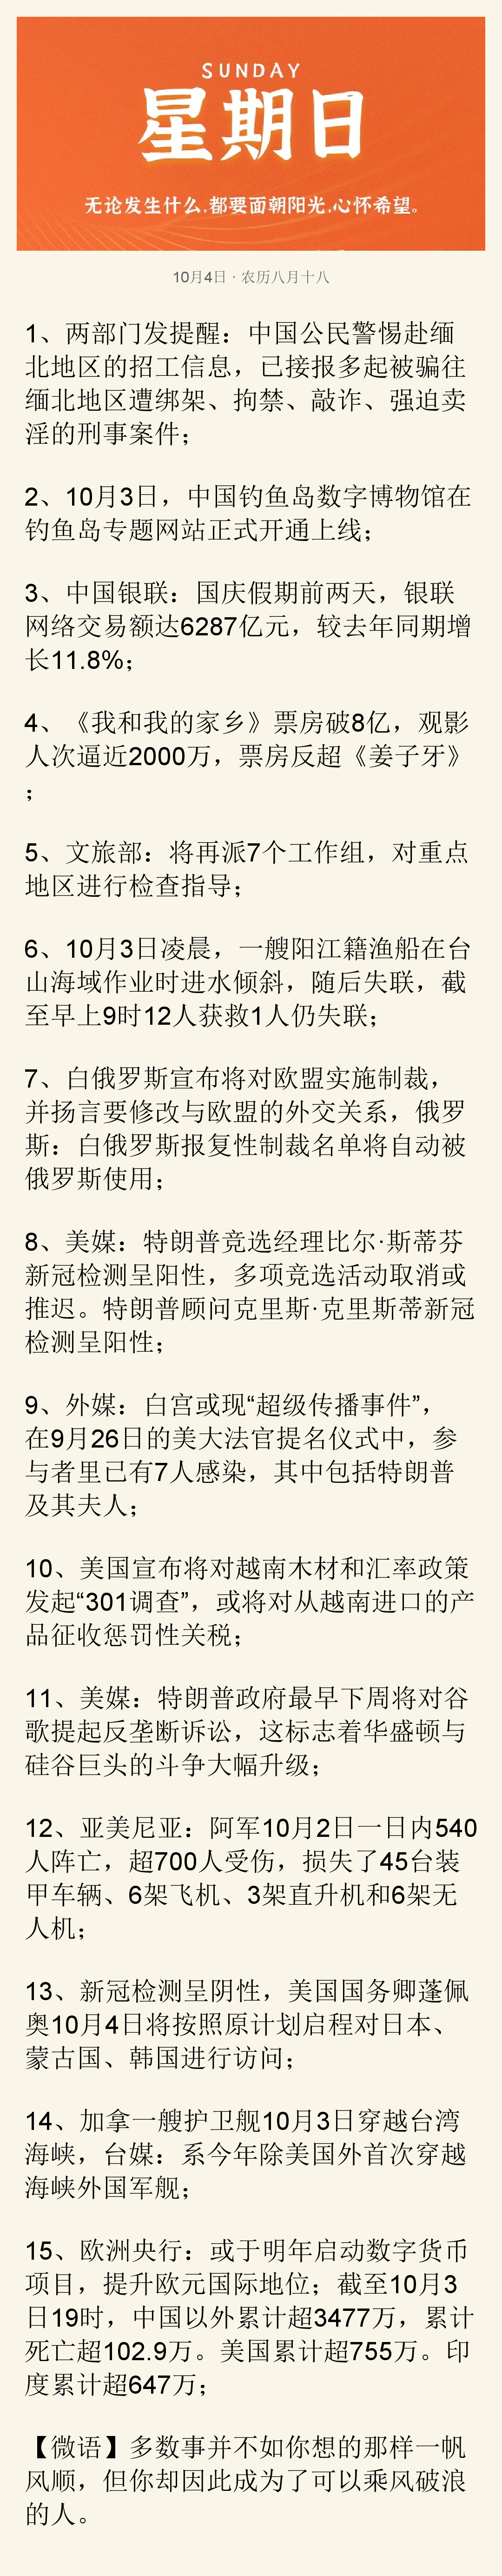 SUNDAY
星期日
无论发生什么,都要面朝阳光,心怀希望。
10月4日 · 农历八月十八
1、两部门发提醒：中国公民警惕赴缅
北地区的招工信息，已接报多起被骗往
缅北地区遭绑架、拘禁、敲诈、强迫卖
淫的刑事案件；
2、10月3日，中国钓鱼岛数字博物馆在
钓鱼岛专题网站正式开通上线；
3、中国银联：国庆假期前两天，银联
网络交易额达6287亿元，较去年同期增
长11.8%；
4、《我和我的家乡》票房破8亿，观影
人次逼近2000万，票房反超《姜子牙》
；
5、文旅部：将再派7个工作组，对重点
地区进行检查指导；
6、10月3日凌晨，一艘阳江籍渔船在台
山海域作业时进水倾斜，随后失联，截
至早上9时12人获救1人仍失联；
7、白俄罗斯宣布将对欧盟实施制裁，
并扬言要修改与欧盟的外交关系，俄罗
斯：白俄罗斯报复性制裁名单将自动被
俄罗斯使用；
8、美媒：特朗普竞选经理比尔·斯蒂芬
新冠检测呈阳性，多项竞选活动取消或
推迟。特朗普顾问克里斯·克里斯蒂新冠
检测呈阳性；
9、外媒：白宫或现“超级传播事件”，
在9月26日的美大法官提名仪式中，参
与者里已有7人感染，其中包括特朗普
及其夫人；
10、美国宣布将对越南木材和汇率政策
发起“301调查”，或将对从越南进口的产
品征收惩罚性关税；
11、美媒：特朗普政府最早下周将对谷
歌提起反垄断诉讼，这标志着华盛顿与
硅谷巨头的斗争大幅升级；
12、亚美尼亚：阿军10月2日一日内540
人阵亡，超700人受伤，损失了45台装
甲车辆、6架飞机、3架直升机和6架无
人机；
13、新冠检测呈阴性，美国国务卿蓬佩
奥10月4日将按照原计划启程对日本、
蒙古国、韩国进行访问；
14、加拿一艘护卫舰10月3日穿越台湾
海峡，台媒：系今年除美国外首次穿越
海峡外国军舰；
15、欧洲央行：或于明年启动数字货币
项目，提升欧元国际地位；截至10月3
日19时，中国以外累计超3477万，累计
死亡超102.9万。美国累计超755万。印
度累计超647万；
【微语】多数事并不如你想的那样一帆
风顺，但你却因此成为了可以乘风破浪
的人。